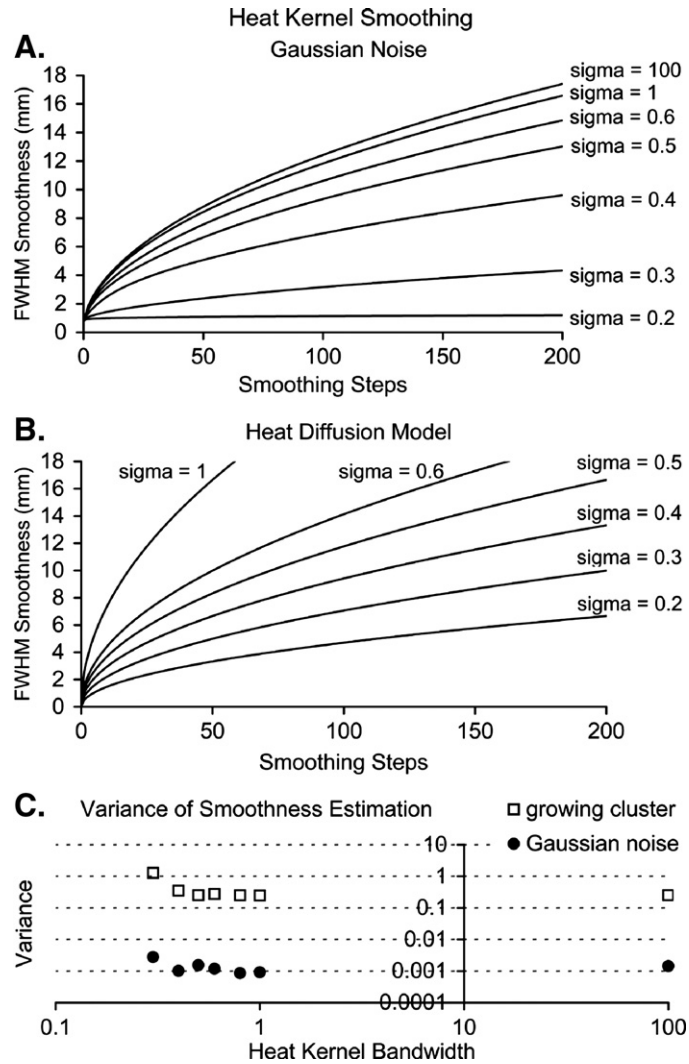 Heat Kernel Smoothing
A.
Gaussian Noise
FWHM Smoothness (mm)
18
16
14
12
10
8
6
4
2
0
sigma = 100
sigma = 1
sigma = 0.6
sigma = 0.5
sigma = 0.4
sigma = 0.3
sigma = 0.2
0 50 100 150 200
Smoothing Steps
B.
Heat Diffusion Model
FWHM Smoothness (mm)
18
16
14
12
10
8
6
4
2
0
sigma = 1
sigma = 0.6
sigma = 0.5
sigma = 0.4
sigma = 0.3
sigma = 0.2
0 50 100 150 200
Smoothing Steps
C.
Variance of Smoothness Estimation
growing cluster
Gaussian noise
Variance
10
1
0.1
0.01
0.001
0.0001
0.1 1 10 100
Heat Kernel Bandwidth